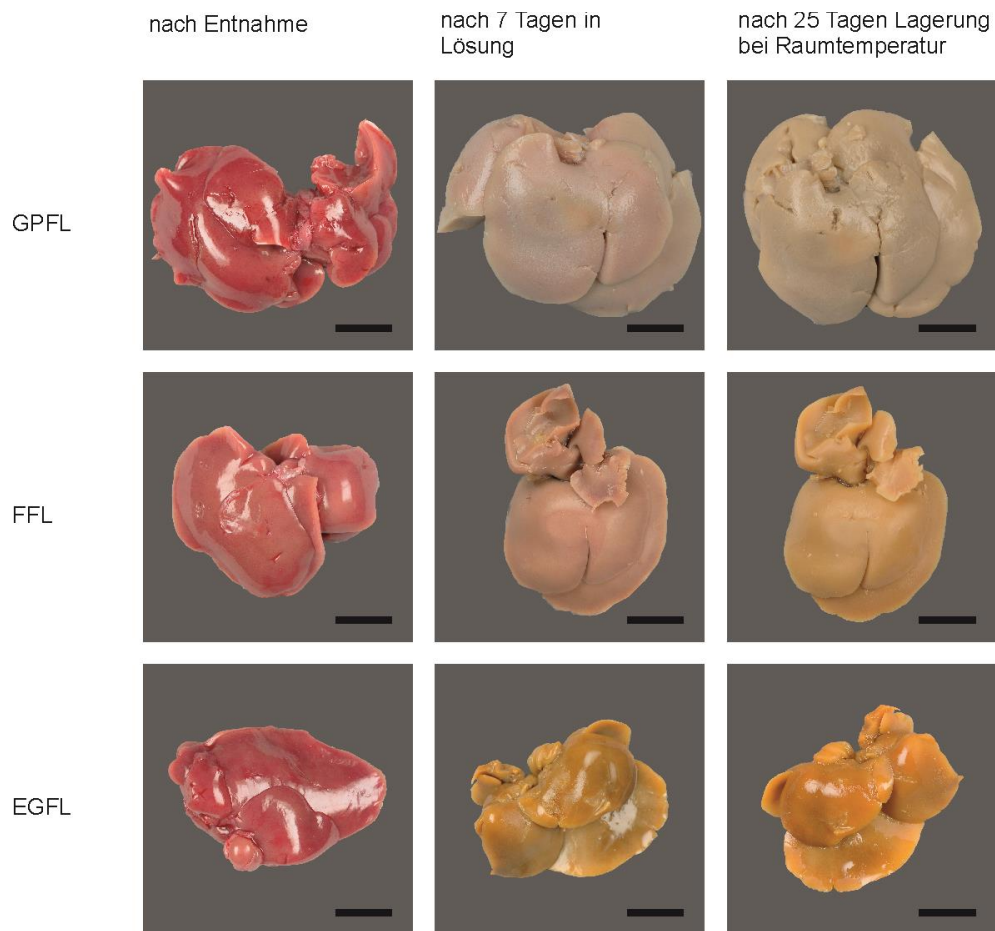 nach Entnahme
nach 7 Tagen in
Lösung
nach 25 Tagen Lagerung
bei Raumtemperatur
GPFL
FFL
EGFL